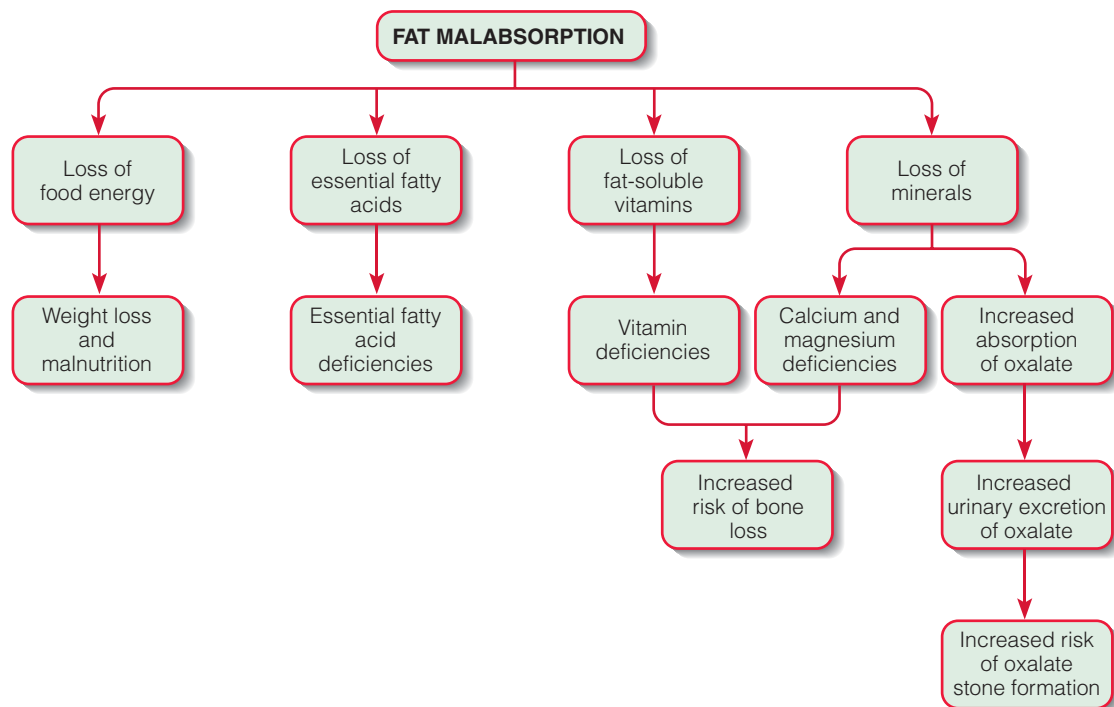 FAT MALABSORPTION
Loss of
food energy
Loss of
essential fatty
acids
Loss of
fat-soluble
vitamins
Loss of
minerals
Weight loss
and
malnutrition
Essential fatty
acid
deficiencies
Vitamin
deficiencies
Calcium and
magnesium
deficiencies
Increased
absorption
of oxalate
Increased
risk of bone
loss
Increased
urinary excretion
of oxalate
Increased risk
of oxalate
stone formation